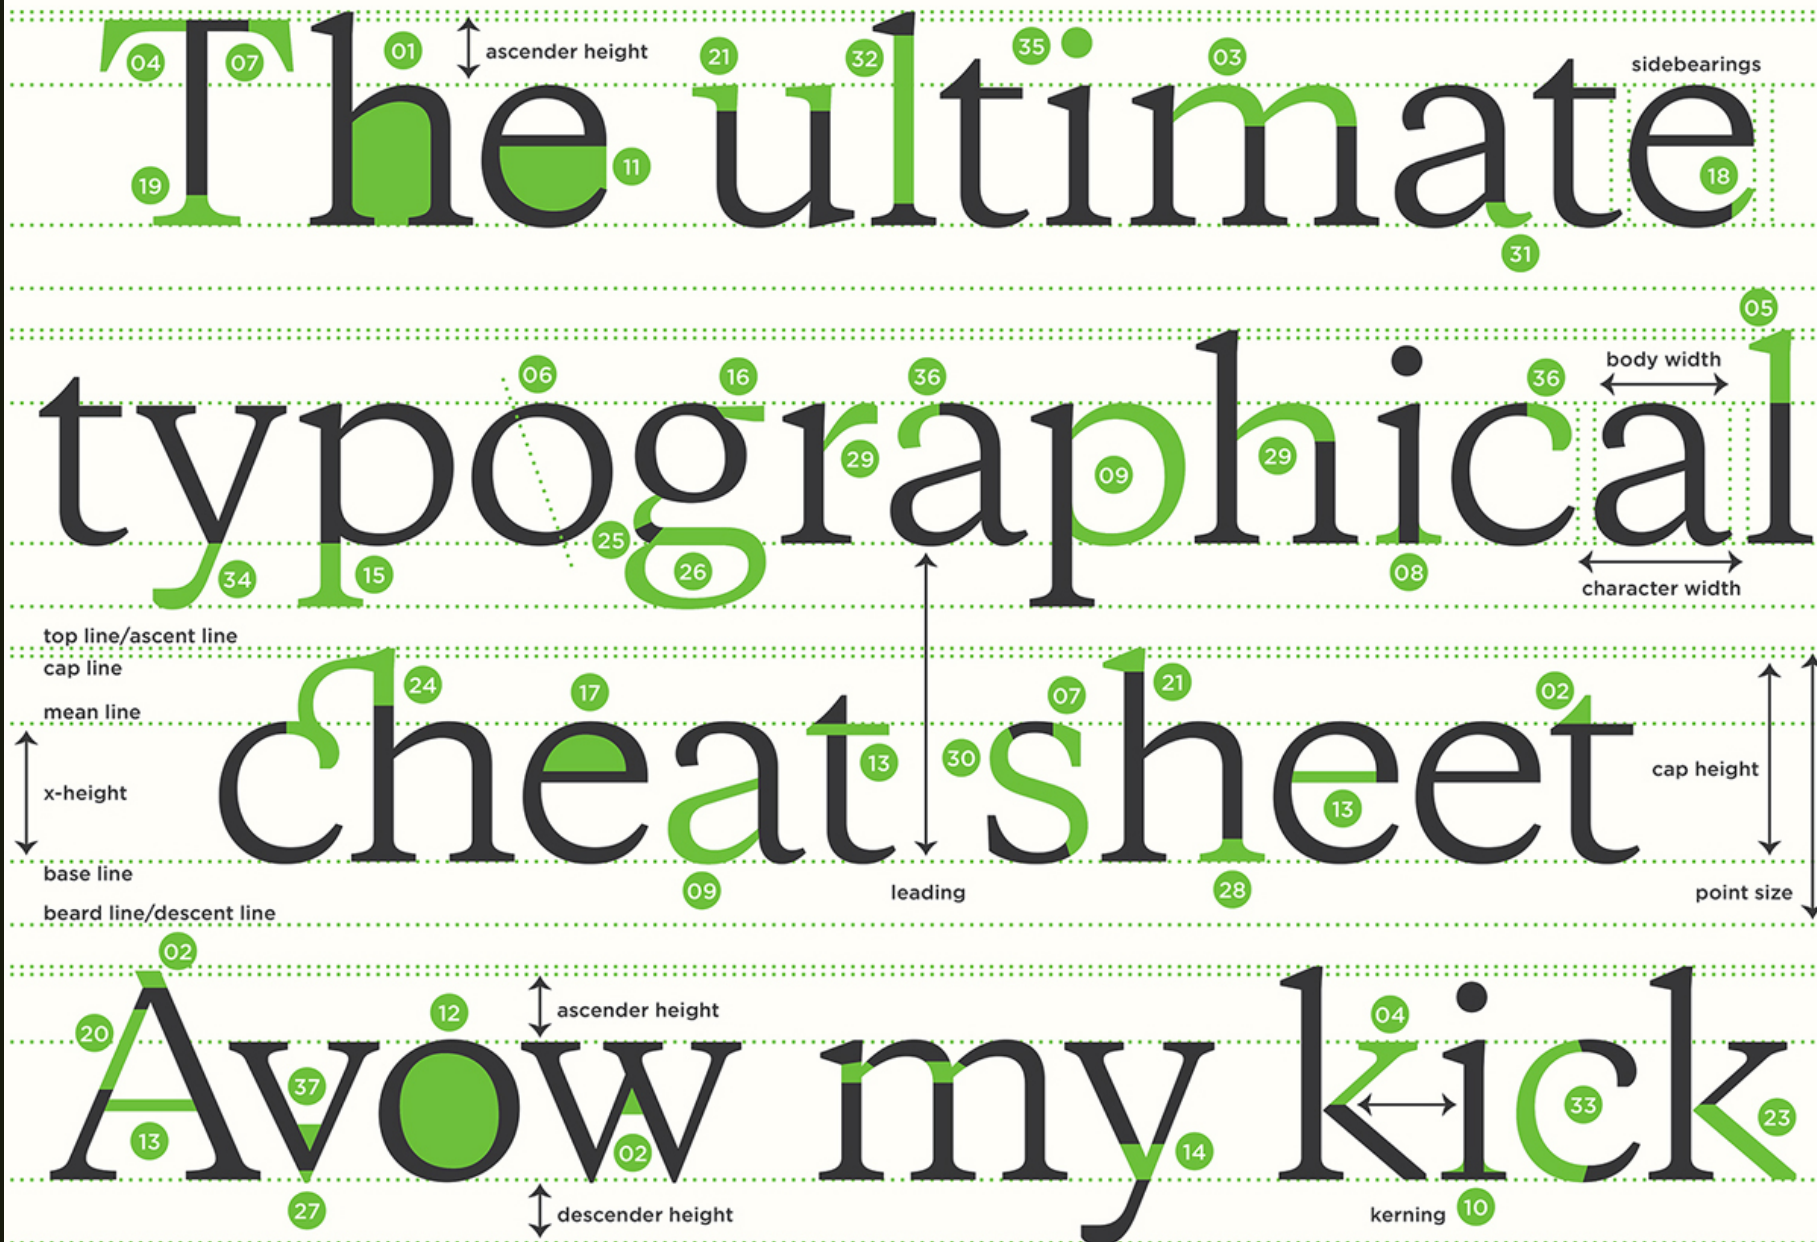 04 07 01 ascender height 21 32 35 03 sidebearings
The ultimate
19 11 18 31
05
06 16 36 36 body width
typographical
29 09 29
25 26 34 15 08 character width
top line/ascent line
cap line
24 17 07 21 02
mean line
cheat sheet
30 13 13 cap height
x-height
base line
09 leading 28 point size
beard line/descent line
02
20 12 ascender height 04
Avow my kick
37 33 23
13 02 14
27 descender height kerning 10